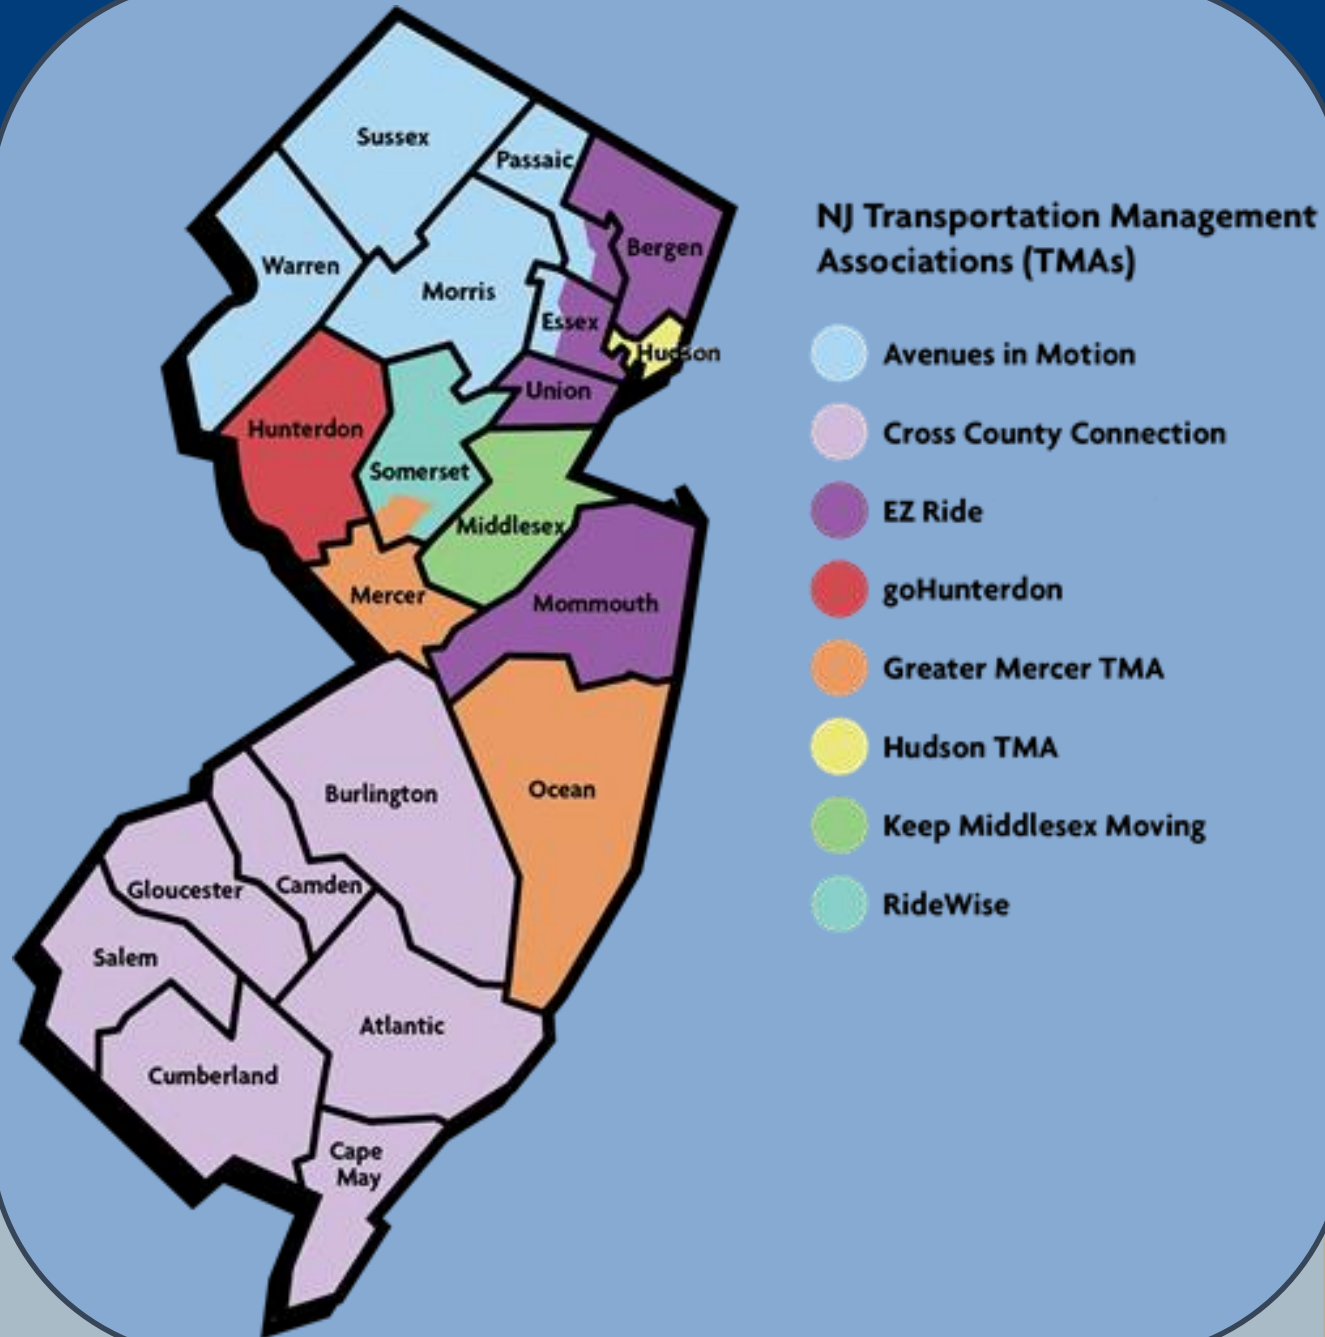 Sussex
Passaic
Bergen
Warren
Morris
Essex
Hudson
Union
Hunterdon
Somerset
Middlesex
Mercer
Mommouth
Burlington
Ocean
Gloucester
Camden
Salem
Atlantic
Cumberland
Cape
May
NJ Transportation Management
Associations (TMAs)
Avenues in Motion
Cross County Connection
EZ Ride
goHunterdon
Greater Mercer TMA
Hudson TMA
Keep Middlesex Moving
RideWise